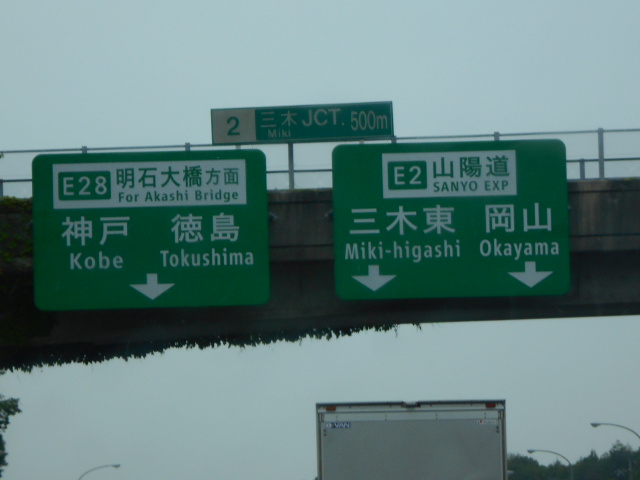 2 三木 JCT. 500m
Miki
E28 明石大橋方面
For Akashi Bridge
神戸 徳島
Kobe Tokushima
E2 山陽道
SANYO EXP
三木東 岡山
Miki-higashi Okayama